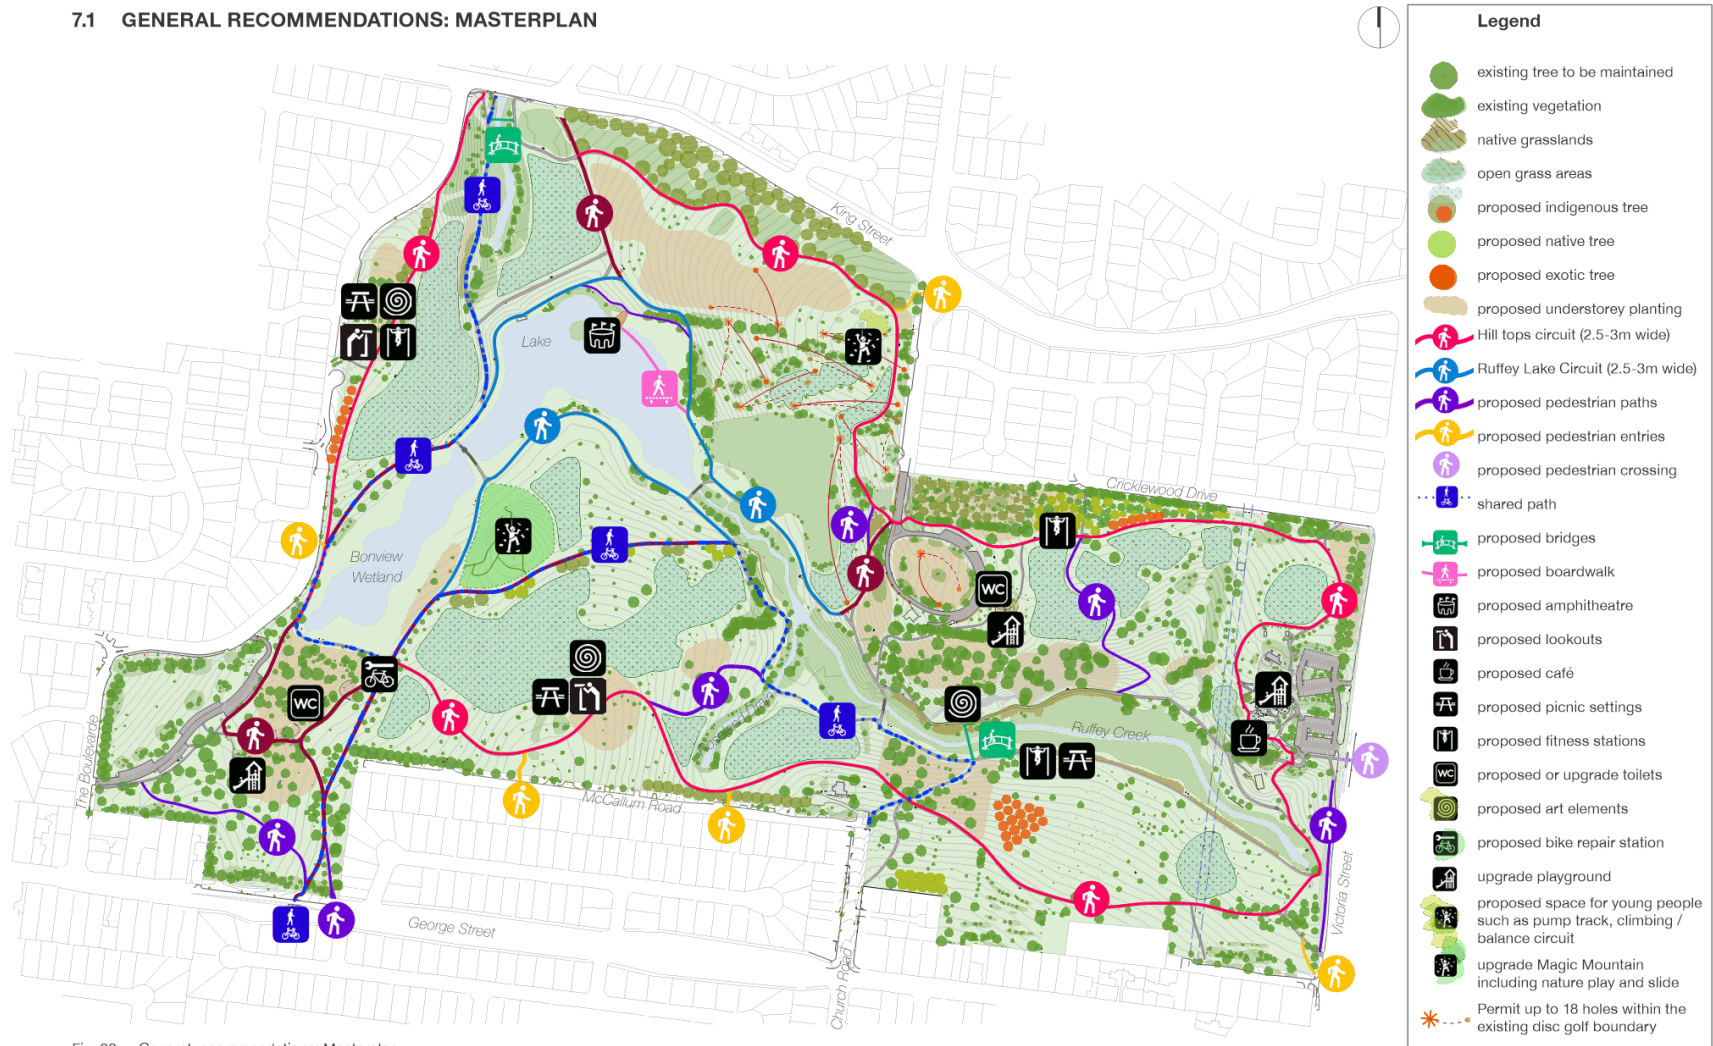 7.1 GENERAL RECOMMENDATIONS: MASTERPLAN
King Street
Lake
Cricklewood Drive
Bonview
Wetland
WC
WC
The Boulevarde
Ruffey Creek
McCallum Road
George Street
Church Road
Victoria Street
Legend
existing tree to be maintained
existing vegetation
native grasslands
open grass areas
proposed indigenous tree
proposed native tree
proposed exotic tree
proposed understorey planting
Hill tops circuit (2.5-3m wide)
Ruffey Lake Circuit (2.5-3m wide)
proposed pedestrian paths
proposed pedestrian entries
proposed pedestrian crossing
shared path
proposed bridges
proposed boardwalk
proposed amphitheatre
proposed lookouts
proposed café
proposed picnic settings
proposed fitness stations
WC proposed or upgrade toilets
proposed art elements
proposed bike repair station
upgrade playground
proposed space for young people
such as pump track, climbing /
balance circuit
upgrade Magic Mountain
including nature play and slide
Permit up to 18 holes within the
existing disc golf boundary